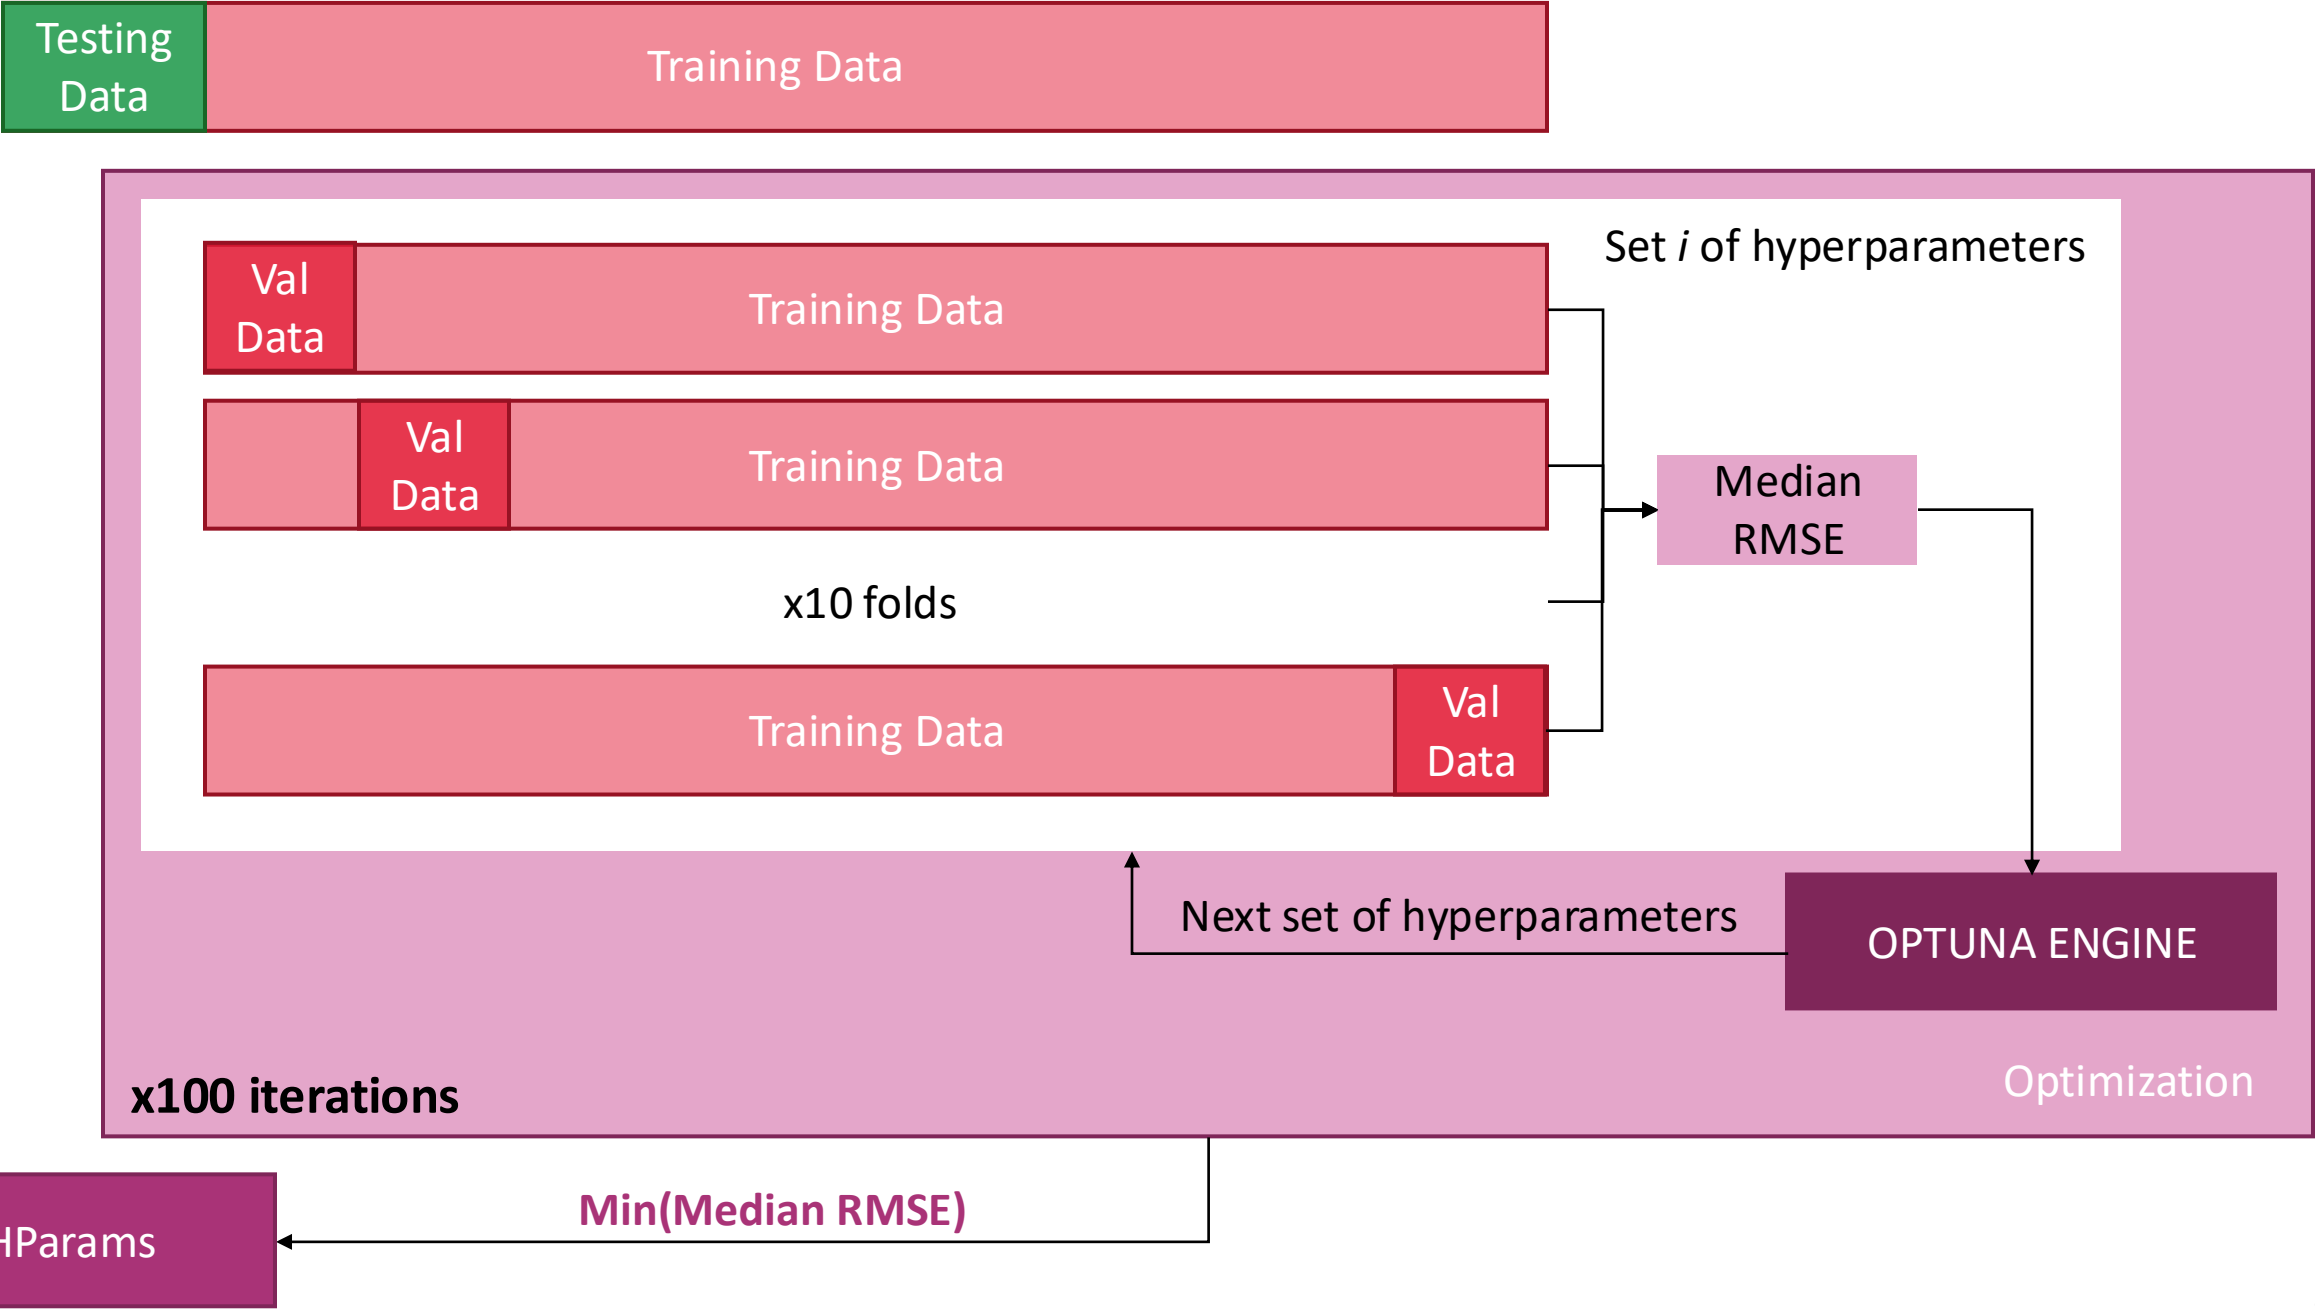 Testing
Data
Training Data
Set i of hyperparameters
Val
Data
Training Data
Val
Data
Training Data
Median
RMSE
x10 folds
Training Data
Val
Data
Next set of hyperparameters
OPTUNA ENGINE
Optimization
x100 iterations
Min(Median RMSE)
HParams